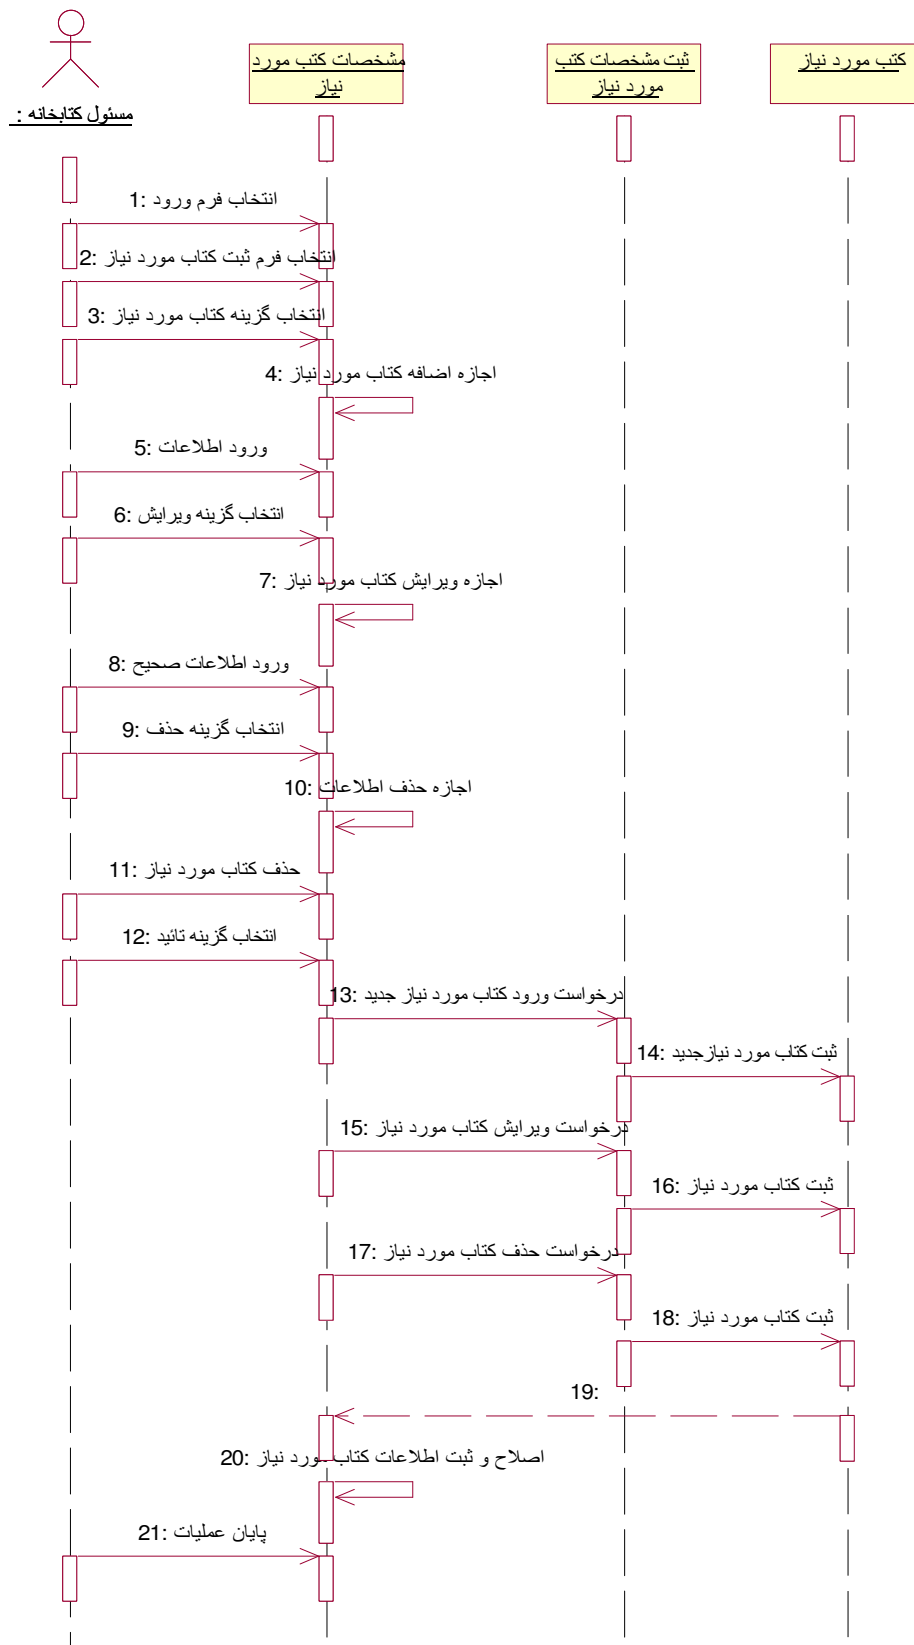 مسئول کتابخانه :
مشخصات کتب مورد
نیاز
ثبت مشخصات کتب
مورد نیاز
کتب مورد نیاز
1: انتخاب فرم ورود
2: انتخاب فرم ثبت کتاب مورد نیاز
3: انتخاب گزینه کتاب مورد نیاز
4: اجازه اضافه کتاب مورد نیاز
5: ورود اطلاعات
6: انتخاب گزینه ویرایش
7: اجازه ویرایش کتاب مورد نیاز
8: ورود اطلاعات صحیح
9: انتخاب گزینه حذف
10: اجازه حذف اطلاعات
11: حذف کتاب مورد نیاز
12: انتخاب گزینه تائید
13: درخواست ورود کتاب مورد نیاز جدید
14: ثبت کتاب مورد نیازجدید
15: درخواست ویرایش کتاب مورد نیاز
16: ثبت کتاب مورد نیاز
17: درخواست حذف کتاب مورد نیاز
18: ثبت کتاب مورد نیاز
19:
20: اصلاح و ثبت اطلاعات کتاب مورد نیاز
21: پایان عملیات